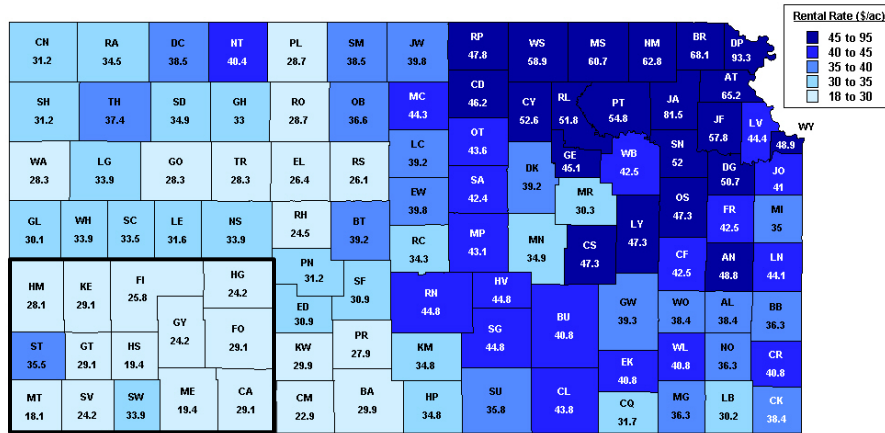 Rental Rate ($/ac)
45 to 95
40 to 45
35 to 40
30 to 35
18 to 30
CN
31.2
RA
34.5
DC
38.5
NT
40.4
PL
28.7
SM
38.5
JW
39.8
RP
47.8
WS
58.9
MS
60.7
NM
62.8
BR
68.1
DP
93.3
SH
31.2
TH
37.4
SD
34.9
GH
33
RO
28.7
OB
36.6
MC
44.3
CD
46.2
CY
52.6
RL
51.8
PT
54.8
JA
81.5
AT
65.2
JF
57.8
LV
44.4
WY
48.9
WA
28.3
LG
33.9
GO
28.3
TR
28.3
EL
26.4
RS
26.1
LC
39.2
OT
43.6
DK
39.2
GE
45.1
WB
42.5
SN
52
DG
50.7
JO
41
EW
39.8
SA
42.4
MR
30.3
OS
47.3
FR
42.5
MI
35
GL
30.1
WH
33.9
SC
33.5
LE
31.6
NS
33.9
RH
24.5
BT
39.2
RC
34.3
MP
43.1
MN
34.9
CS
47.3
LY
47.3
CF
42.5
AN
48.8
LN
44.1
HM
28.1
KE
29.1
FI
25.8
HG
24.2
PN
31.2
SF
30.9
RN
44.8
HV
44.8
BU
40.8
GW
39.3
WO
38.4
AL
38.4
BB
36.3
GY
24.2
FO
29.1
ED
30.9
SG
44.8
ST
35.5
GT
29.1
HS
19.4
KW
29.9
PR
27.9
KM
34.8
EK
40.8
WL
40.8
NO
36.3
CR
40.8
MT
18.1
SV
24.2
SW
33.9
ME
19.4
CA
29.1
CM
22.9
BA
29.9
HP
34.8
SU
35.8
CL
43.8
CQ
31.7
MG
36.3
LB
30.2
CK
38.4